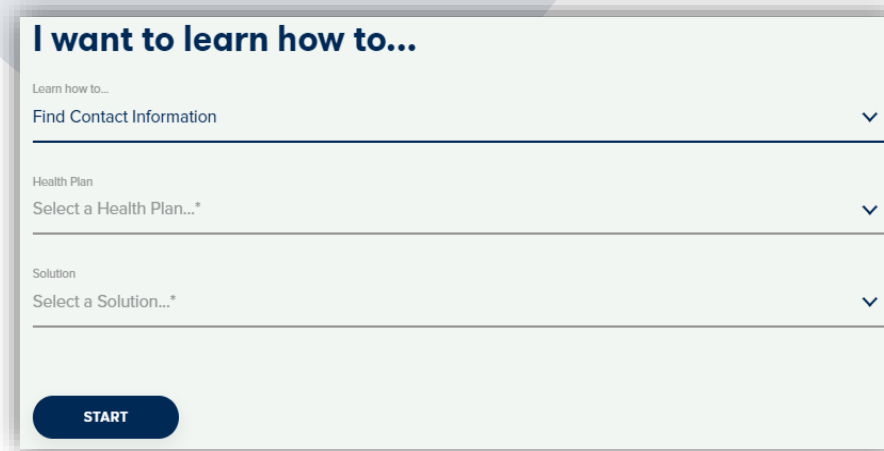 I want to learn how to...
Learn how to...
Find Contact Information
Health Plan
Select a Health Plan...*
Solution
Select a Solution...*
START